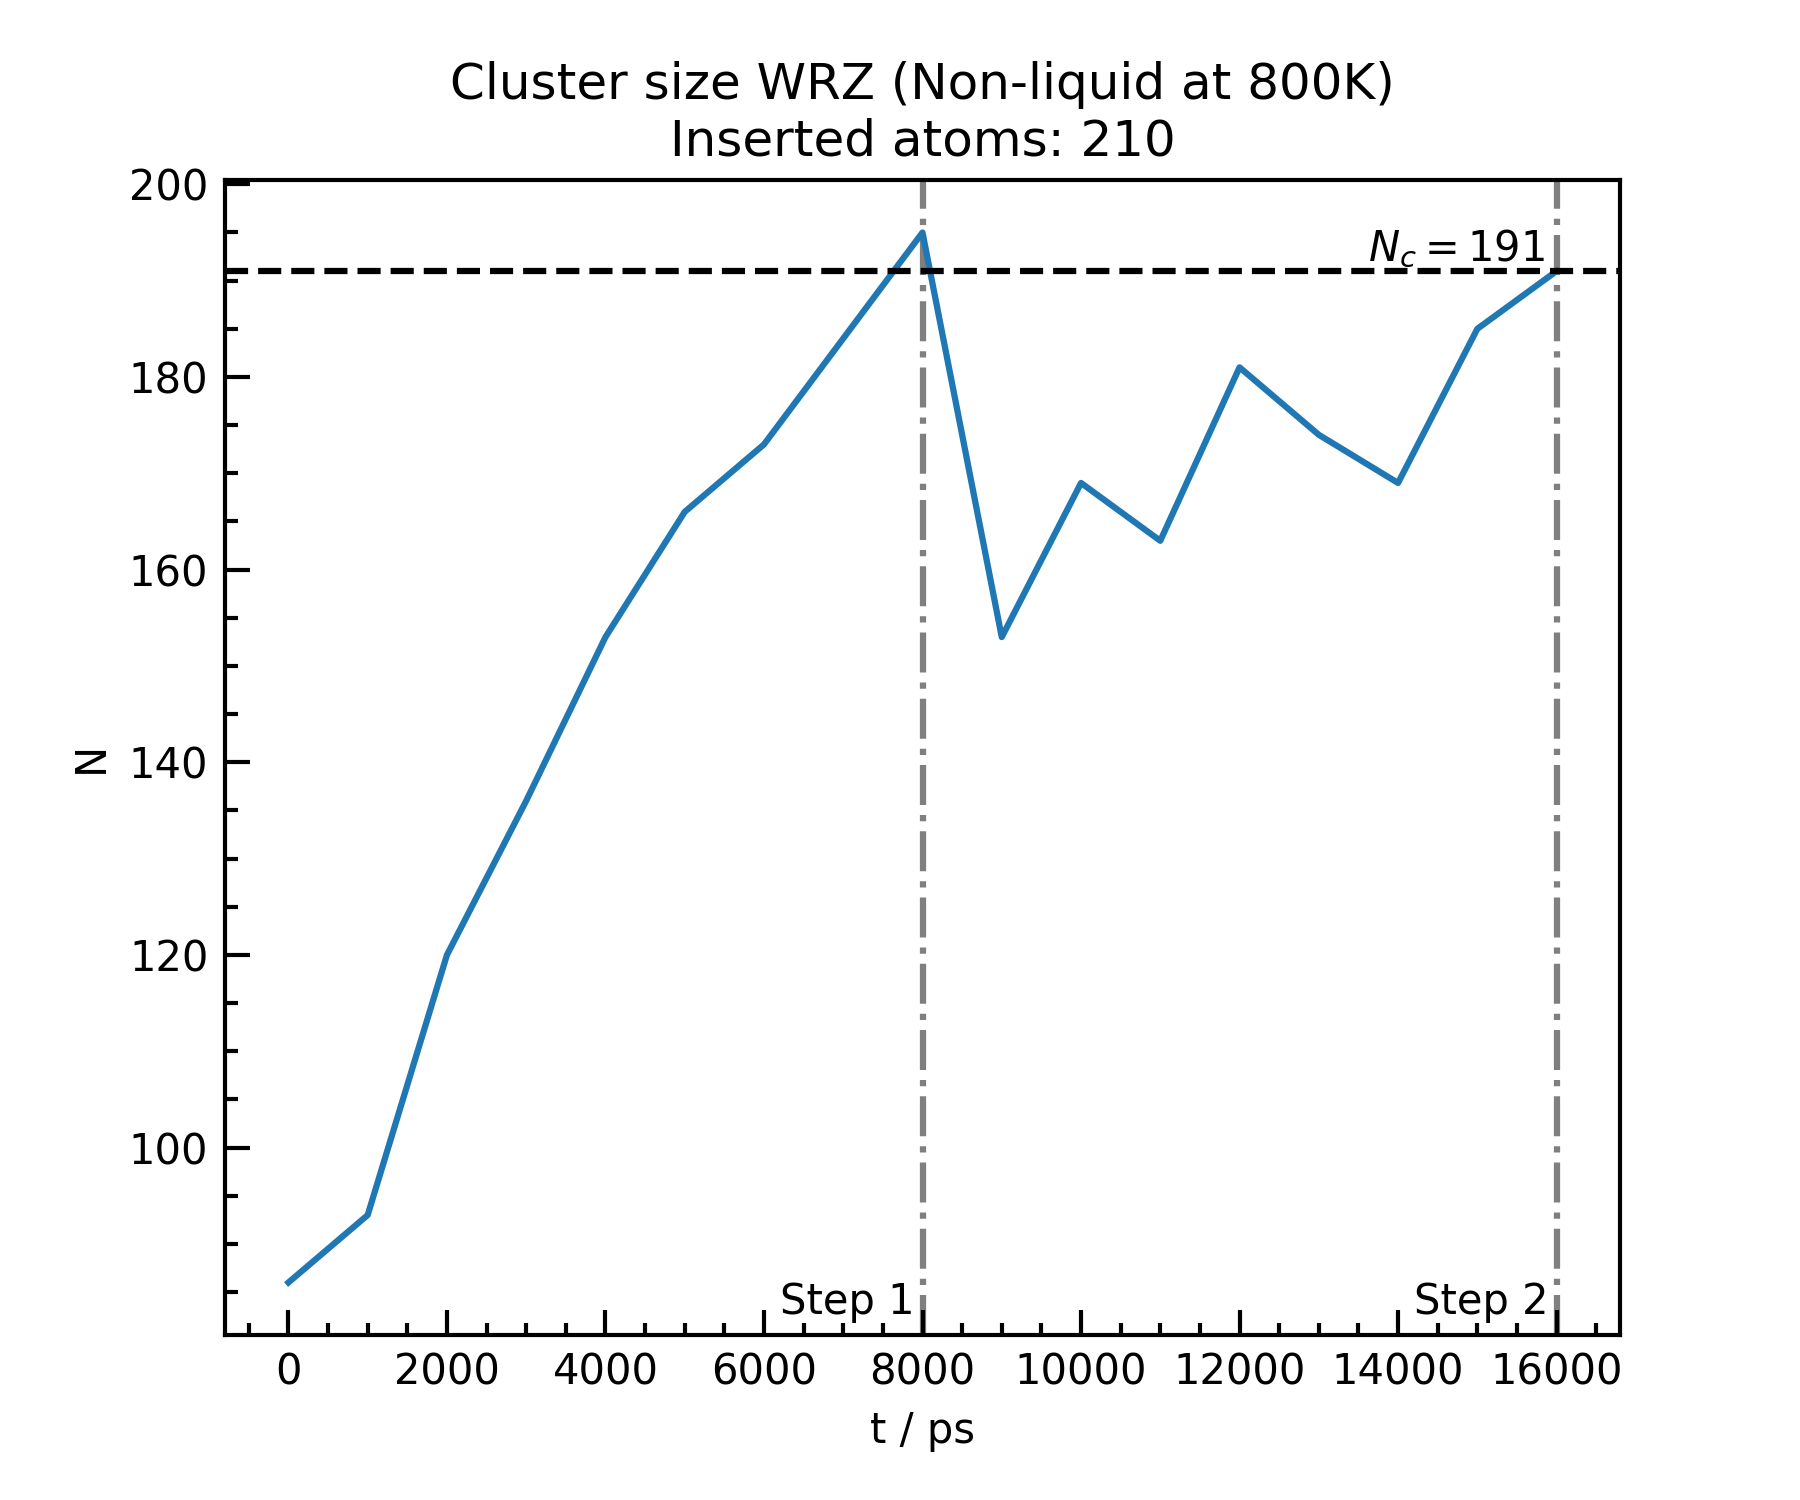 Cluster size WRZ (Non-liquid at 800K)
Inserted atoms: 210
200
180
160
140
120
100
N
N_c = 191
Step 1
Step 2
0 2000 4000 6000 8000 10000 12000 14000 16000
t / ps